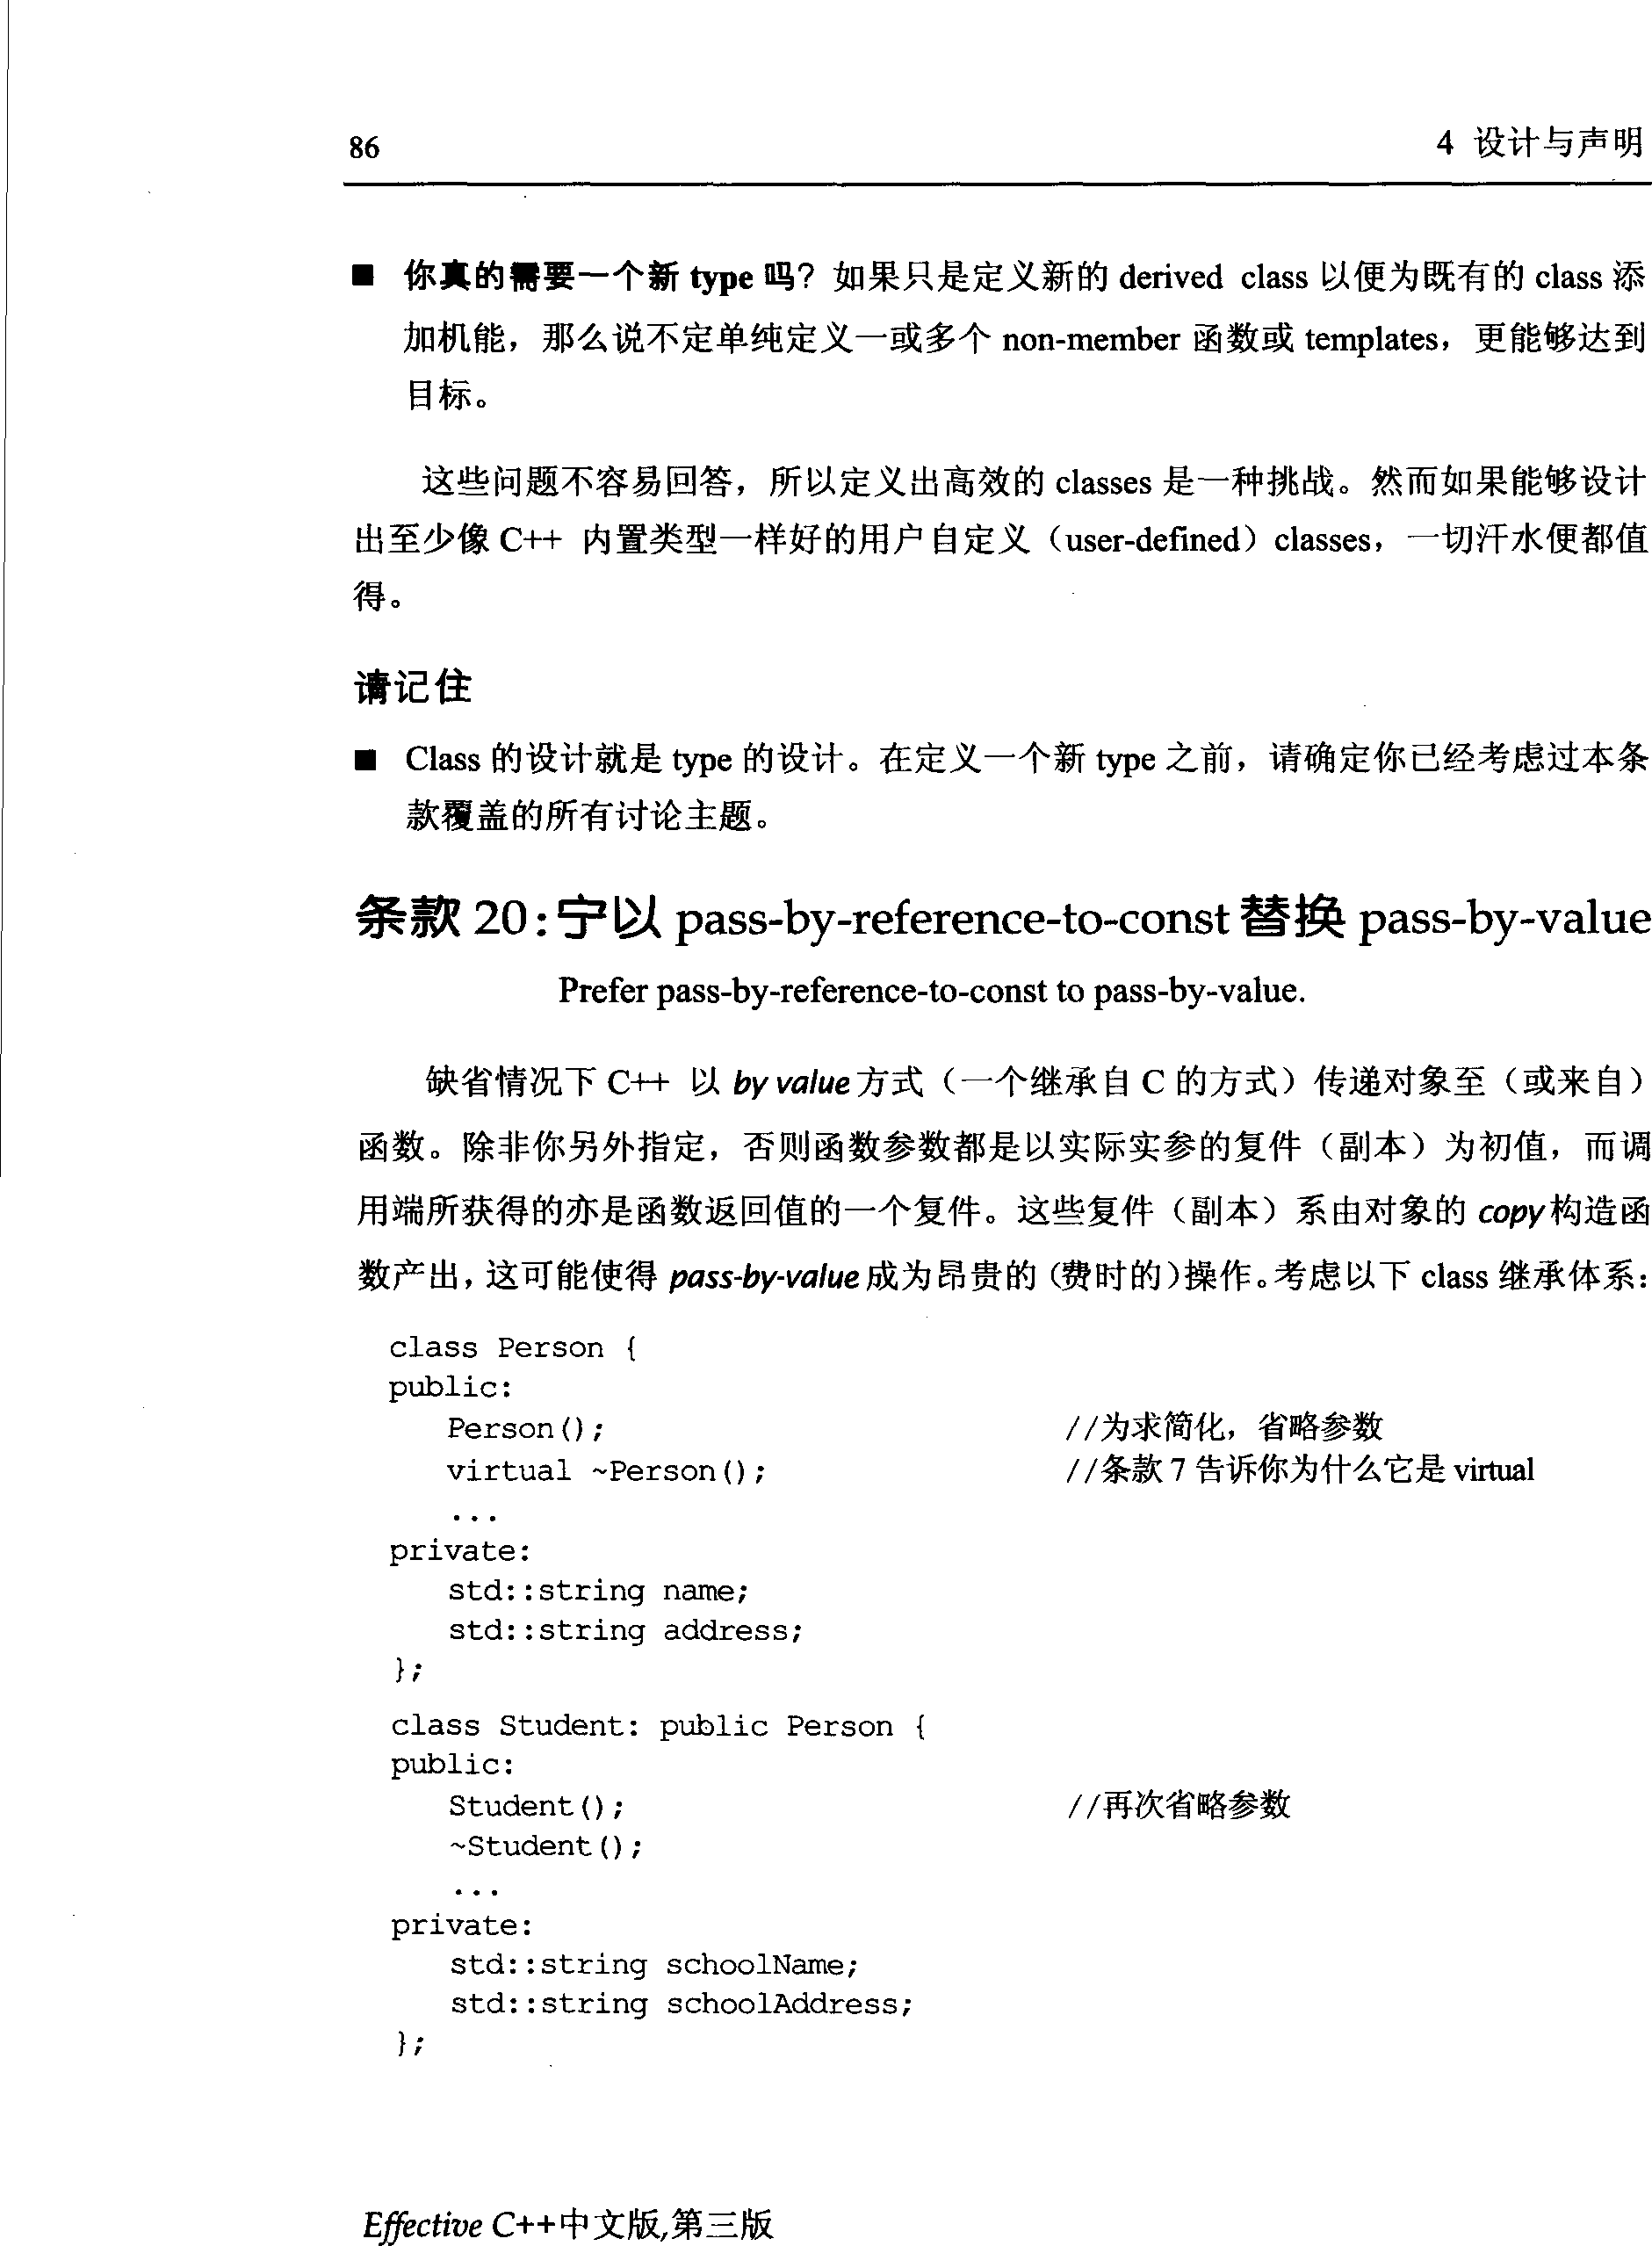 86
4 设计与声明
■ 你真的需要一个新 type 吗？如果只是定义新的 derived class 以便为既有的 class 添
加机能，那么说不定单纯定义一或多个 non-member 函数或 templates，更能够达到
目标。
这些问题不容易回答，所以定义出高效的 classes 是一种挑战。然而如果能够设计
出至少像 C++ 内置类型一样好的用户自定义（user-defined）classes，一切汗水便都值
得。
请记住
■ Class 的设计就是 type 的设计。在定义一个新 type 之前，请确定你已经考虑过本条
款覆盖的所有讨论主题。
条款 20：宁以 pass-by-reference-to-const 替换 pass-by-value
Prefer pass-by-reference-to-const to pass-by-value.
缺省情况下 C++ 以 by value 方式（一个继承自 C 的方式）传递对象至（或来自）
函数。除非你另外指定，否则函数参数都是以实际实参的复件（副本）为初值，而调
用端所获得的亦是函数返回值的一个复件。这些复件（副本）系由对象的 copy 构造函
数产出，这可能使得 pass-by-value 成为昂贵的（费时的）操作。考虑以下 class 继承体系：
class Person {
public:
Person(); //为求简化，省略参数
virtual ~Person(); //条款 7 告诉你为什么它是 virtual
...
private:
std::string name;
std::string address;
};
class Student: public Person {
public:
Student(); //再次省略参数
~Student();
...
private:
std::string schoolName;
std::string schoolAddress;
};
Effective C++中文版,第三版